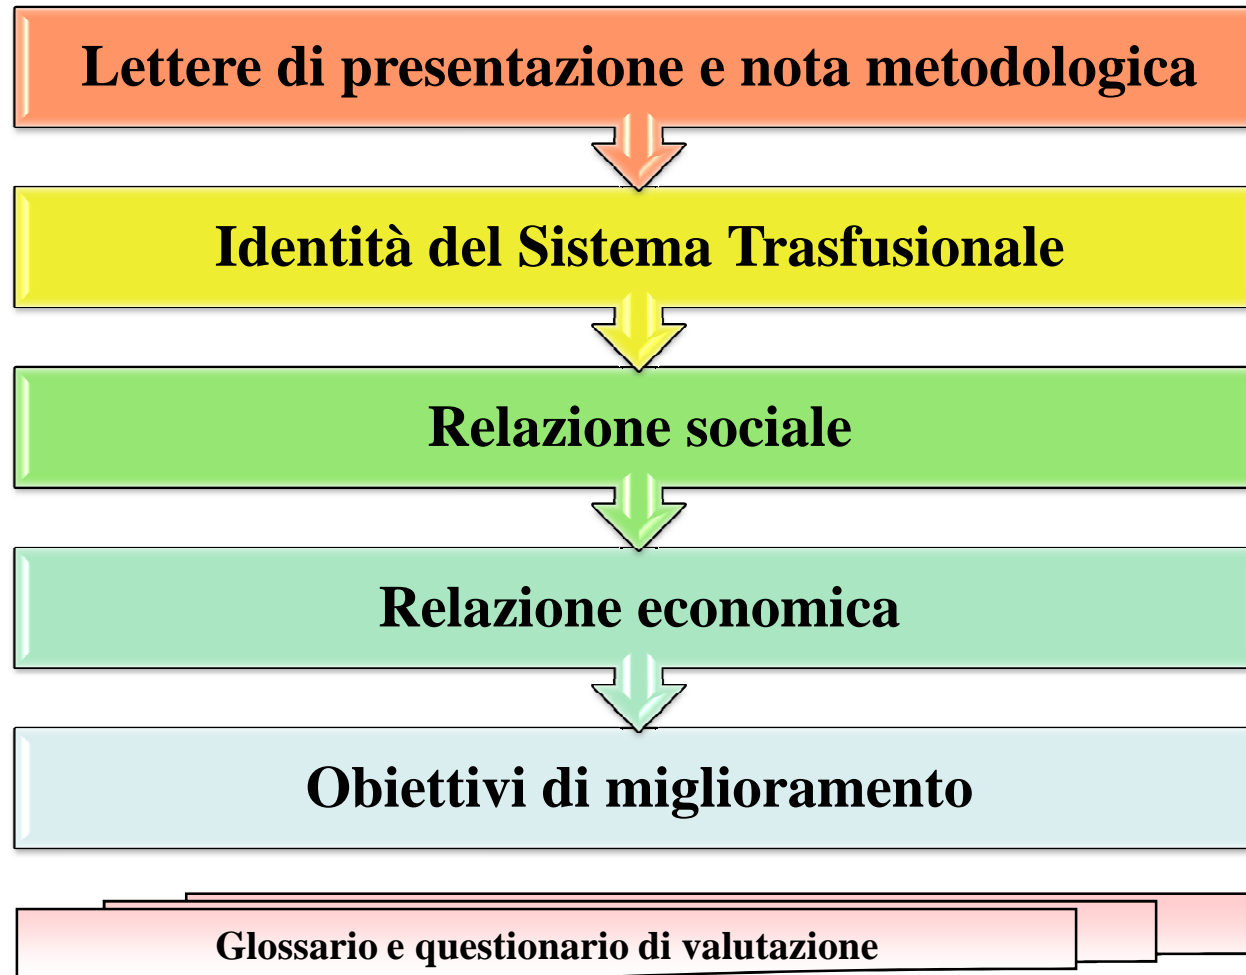 Lettere di presentazione e nota metodologica
Identità del Sistema Trasfusionale
Relazione sociale
Relazione economica
Obiettivi di miglioramento
Glossario e questionario di valutazione